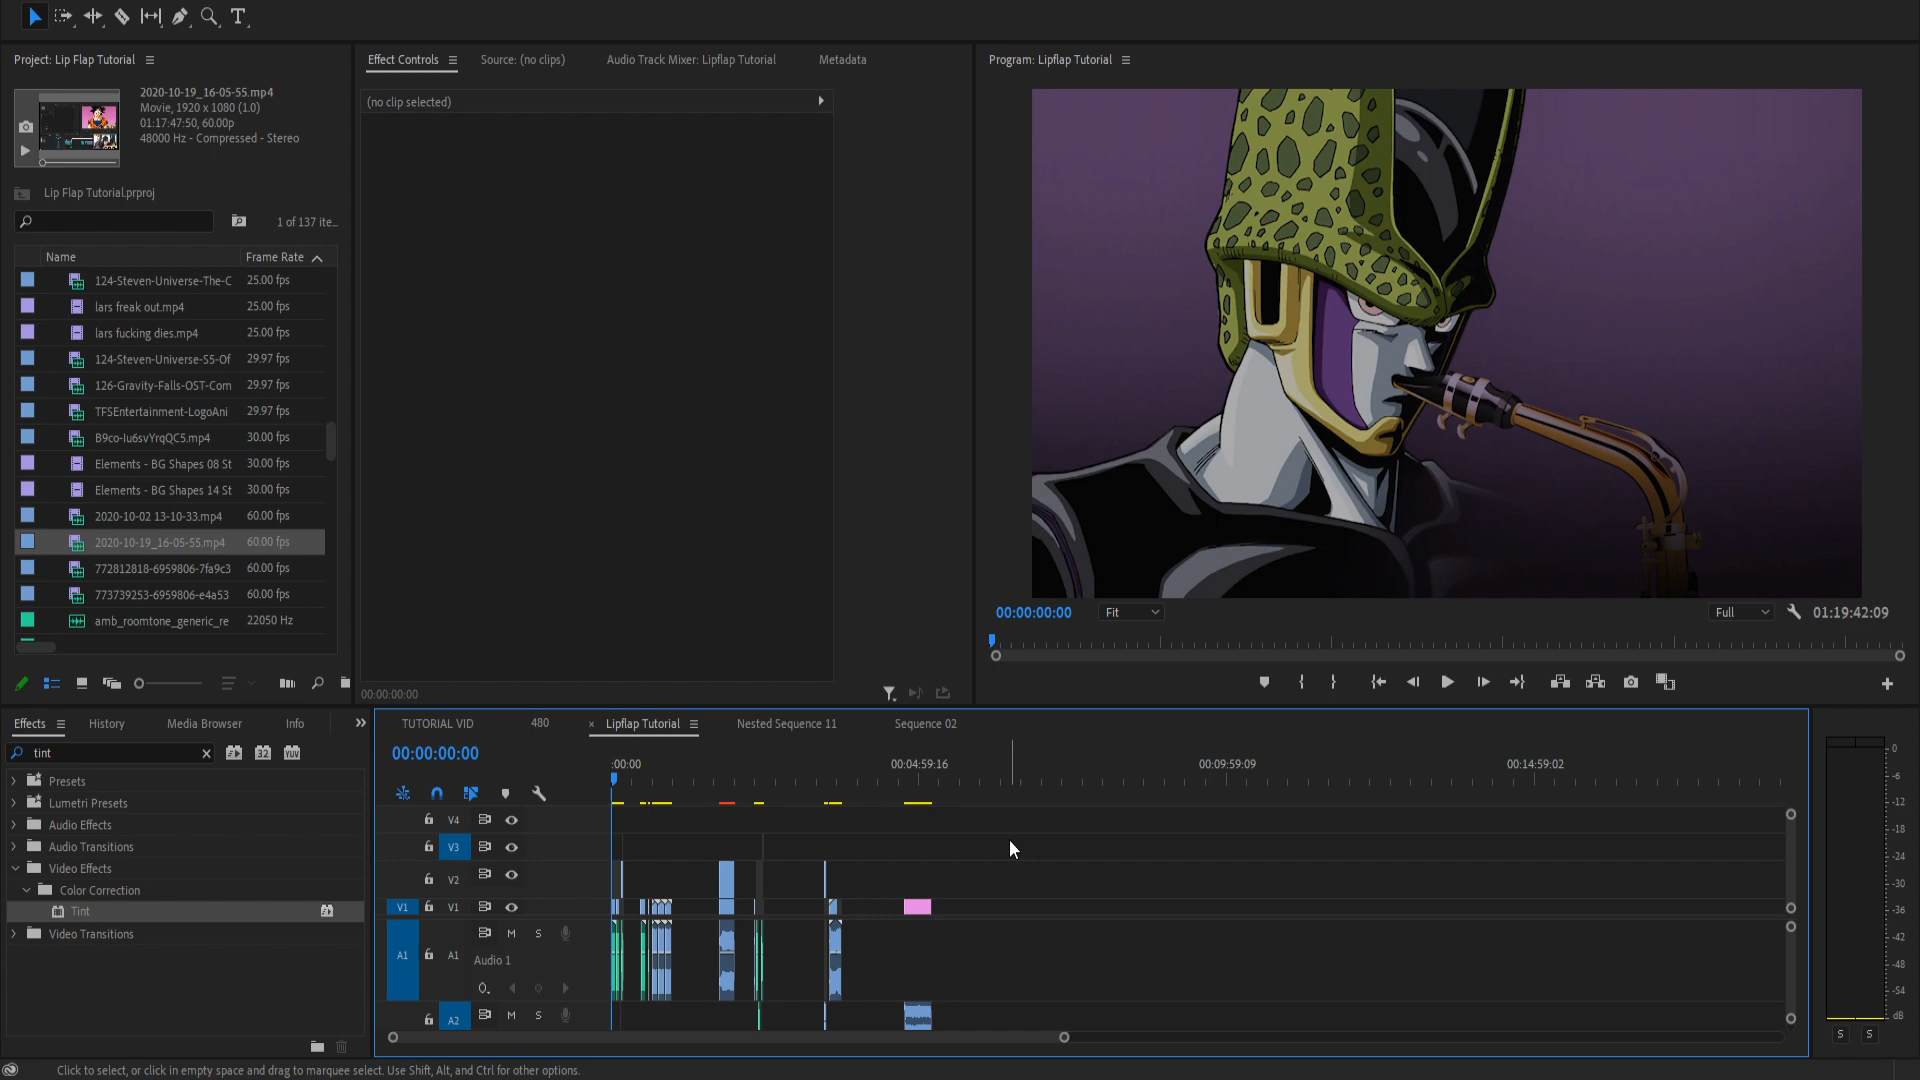 Project: Lip Flap Tutorial
2020-10-19_16-05-55.mp4
Movie, 1920 x 1080 (1.0)
01:17:47:50, 60.00p
48000 Hz - Compressed - Stereo
Lip Flap Tutorial.prproj
1 of 137 ite...
Name Frame Rate
124-Steven-Universe-The-C 25.00 fps
lars freak out.mp4 25.00 fps
lars fucking dies.mp4 25.00 fps
124-Steven-Universe-S5-Of 29.97 fps
126-Gravity-Falls-OST-Com 29.97 fps
TFSEntertainment-LogoAni 29.97 fps
B9co-Iu6svYrqQC5.mp4 30.00 fps
Elements - BG Shapes 08 St 30.00 fps
Elements - BG Shapes 14 St 30.00 fps
2020-10-02 13-10-33.mp4 60.00 fps
2020-10-19_16-05-55.mp4 60.00 fps
772812818-6959806-7fa9c3 60.00 fps
773739253-6959806-e4a53 60.00 fps
amb_roomtone_generic_re 22050 Hz
Effect Controls Source: (no clips) Audio Track Mixer: Lipflap Tutorial Metadata
(no clip selected)
00:00:00:00
Program: Lipflap Tutorial
00:00:00:00 Fit Full 01:19:42:09
Effects History Media Browser Info
tint 32 YUV
Presets
Lumetri Presets
Audio Effects
Audio Transitions
Video Effects
Color Correction
Tint
Video Transitions
TUTORIAL VID 480 × Lipflap Tutorial Nested Sequence 11 Sequence 02
00:00:00:00
:00:00 00:04:59:16 00:09:59:09 00:14:59:02
V4
V3
V2
V1 V1
A1 A1 M S
Audio 1
A2 M S
0
-6
-12
-18
-24
-30
-36
-42
-48
-54
dB
S S
Click to select, or click in empty space and drag to marquee select. Use Shift, Alt, and Ctrl for other options.